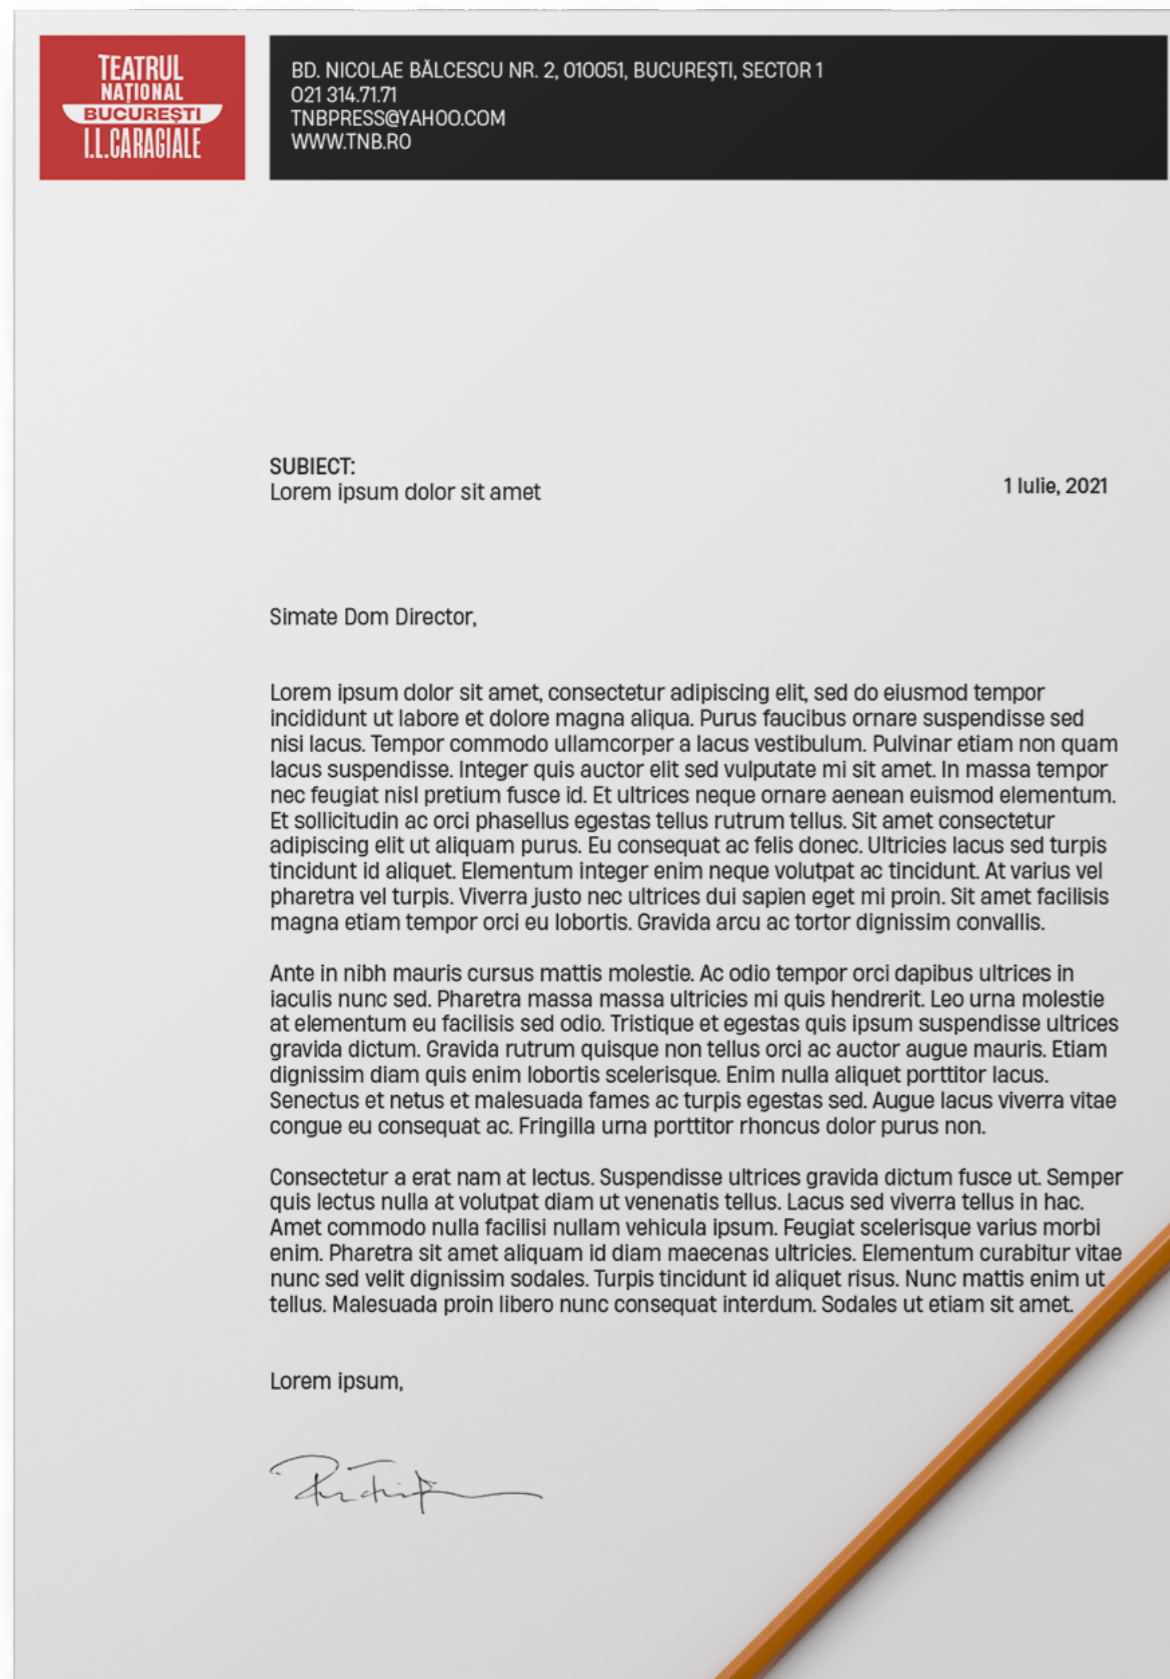 TEATRUL
NAȚIONAL
BUCUREȘTI
I.L.CARAGIALE
BD. NICOLAE BĂLCESCU NR. 2, 010051, BUCUREȘTI, SECTOR 1
021 314.71.71
TNBPRESS@YAHOO.COM
WWW.TNB.RO
SUBIECT:
Lorem ipsum dolor sit amet
1 Iulie, 2021
Simate Dom Director,
Lorem ipsum dolor sit amet, consectetur adipiscing elit, sed do eiusmod tempor
incididunt ut labore et dolore magna aliqua. Purus faucibus ornare suspendisse sed
nisi lacus. Tempor commodo ullamcorper a lacus vestibulum. Pulvinar etiam non quam
lacus suspendisse. Integer quis auctor elit sed vulputate mi sit amet. In massa tempor
nec feugiat nisl pretium fusce id. Et ultrices neque ornare aenean euismod elementum.
Et sollicitudin ac orci phasellus egestas tellus rutrum tellus. Sit amet consectetur
adipiscing elit ut aliquam purus. Eu consequat ac felis donec. Ultricies lacus sed turpis
tincidunt id aliquet. Elementum integer enim neque volutpat ac tincidunt. At varius vel
pharetra vel turpis. Viverra justo nec ultrices dui sapien eget mi proin. Sit amet facilisis
magna etiam tempor orci eu lobortis. Gravida arcu ac tortor dignissim convallis.
Ante in nibh mauris cursus mattis molestie. Ac odio tempor orci dapibus ultrices in
iaculis nunc sed. Pharetra massa massa ultricies mi quis hendrerit. Leo urna molestie
at elementum eu facilisis sed odio. Tristique et egestas quis ipsum suspendisse ultrices
gravida dictum. Gravida rutrum quisque non tellus orci ac auctor augue mauris. Etiam
dignissim diam quis enim lobortis scelerisque. Enim nulla aliquet porttitor lacus.
Senectus et netus et malesuada fames ac turpis egestas sed. Augue lacus viverra vitae
congue eu consequat ac. Fringilla urna porttitor rhoncus dolor purus non.
Consectetur a erat nam at lectus. Suspendisse ultrices gravida dictum fusce ut. Semper
quis lectus nulla at volutpat diam ut venenatis tellus. Lacus sed viverra tellus in hac.
Amet commodo nulla facilisi nullam vehicula ipsum. Feugiat scelerisque varius morbi
enim. Pharetra sit amet aliquam id diam maecenas ultricies. Elementum curabitur vitae
nunc sed velit dignissim sodales. Turpis tincidunt id aliquet risus. Nunc mattis enim ut
tellus. Malesuada proin libero nunc consequat interdum. Sodales ut etiam sit amet.
Lorem ipsum,